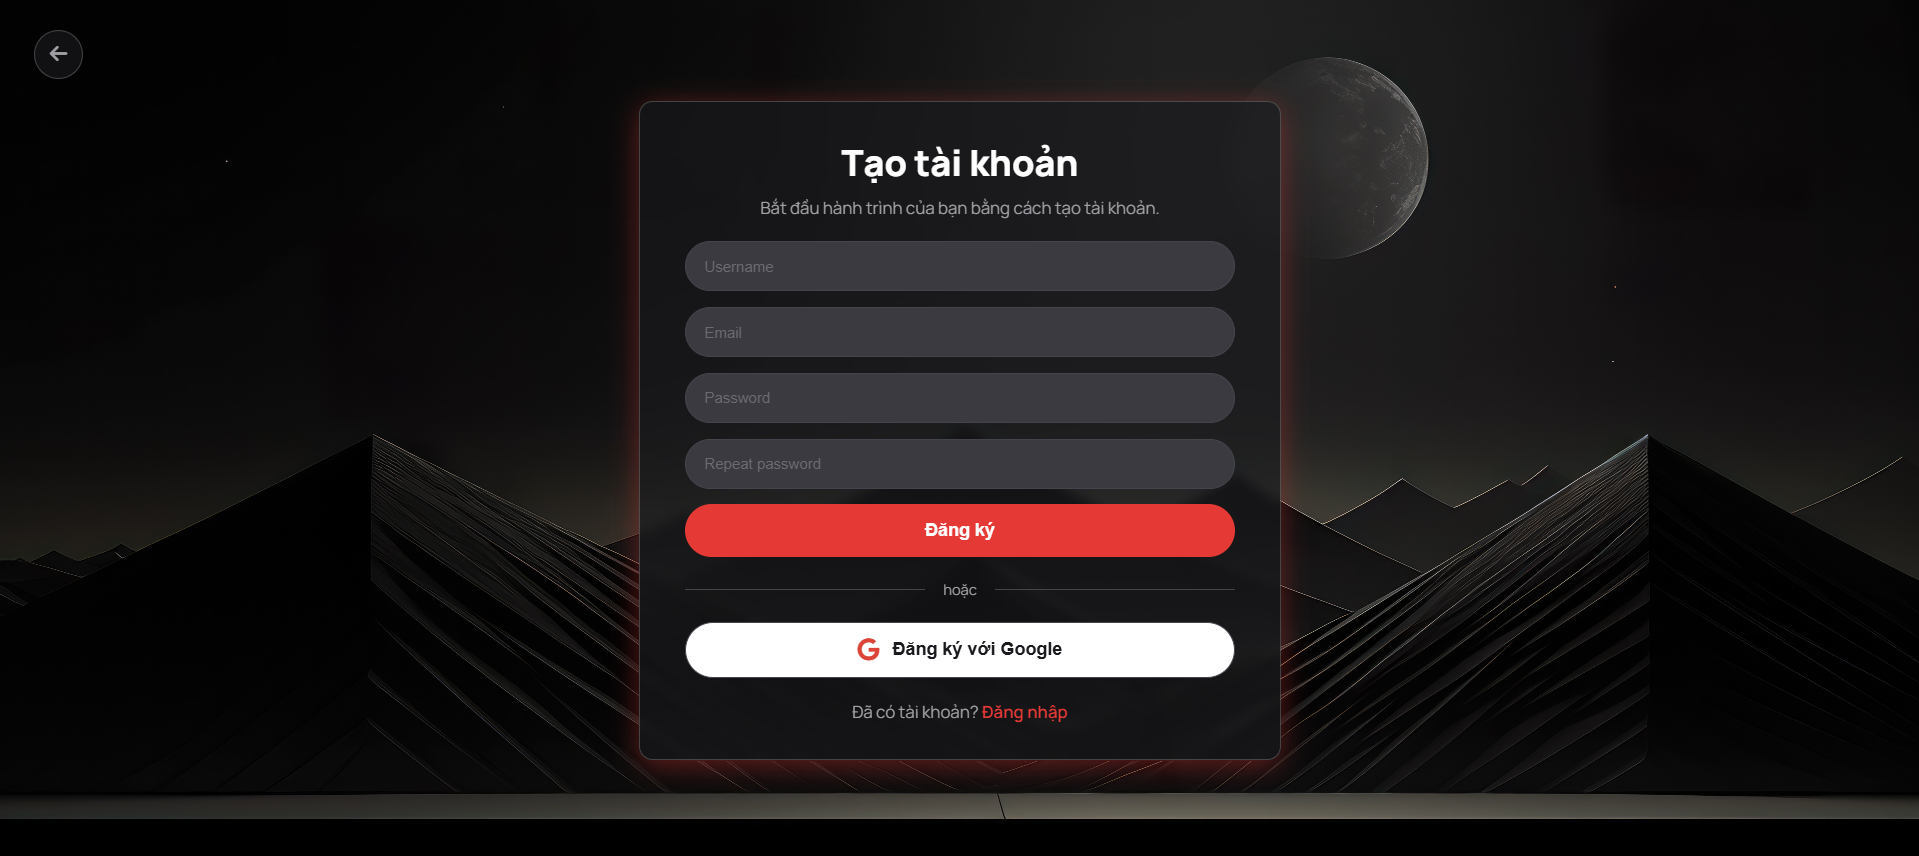 Tạo tài khoản
Bắt đầu hành trình của bạn bằng cách tạo tài khoản.
Username
Email
Password
Repeat password
Đăng ký
hoặc
Đăng ký với Google
Đã có tài khoản? Đăng nhập